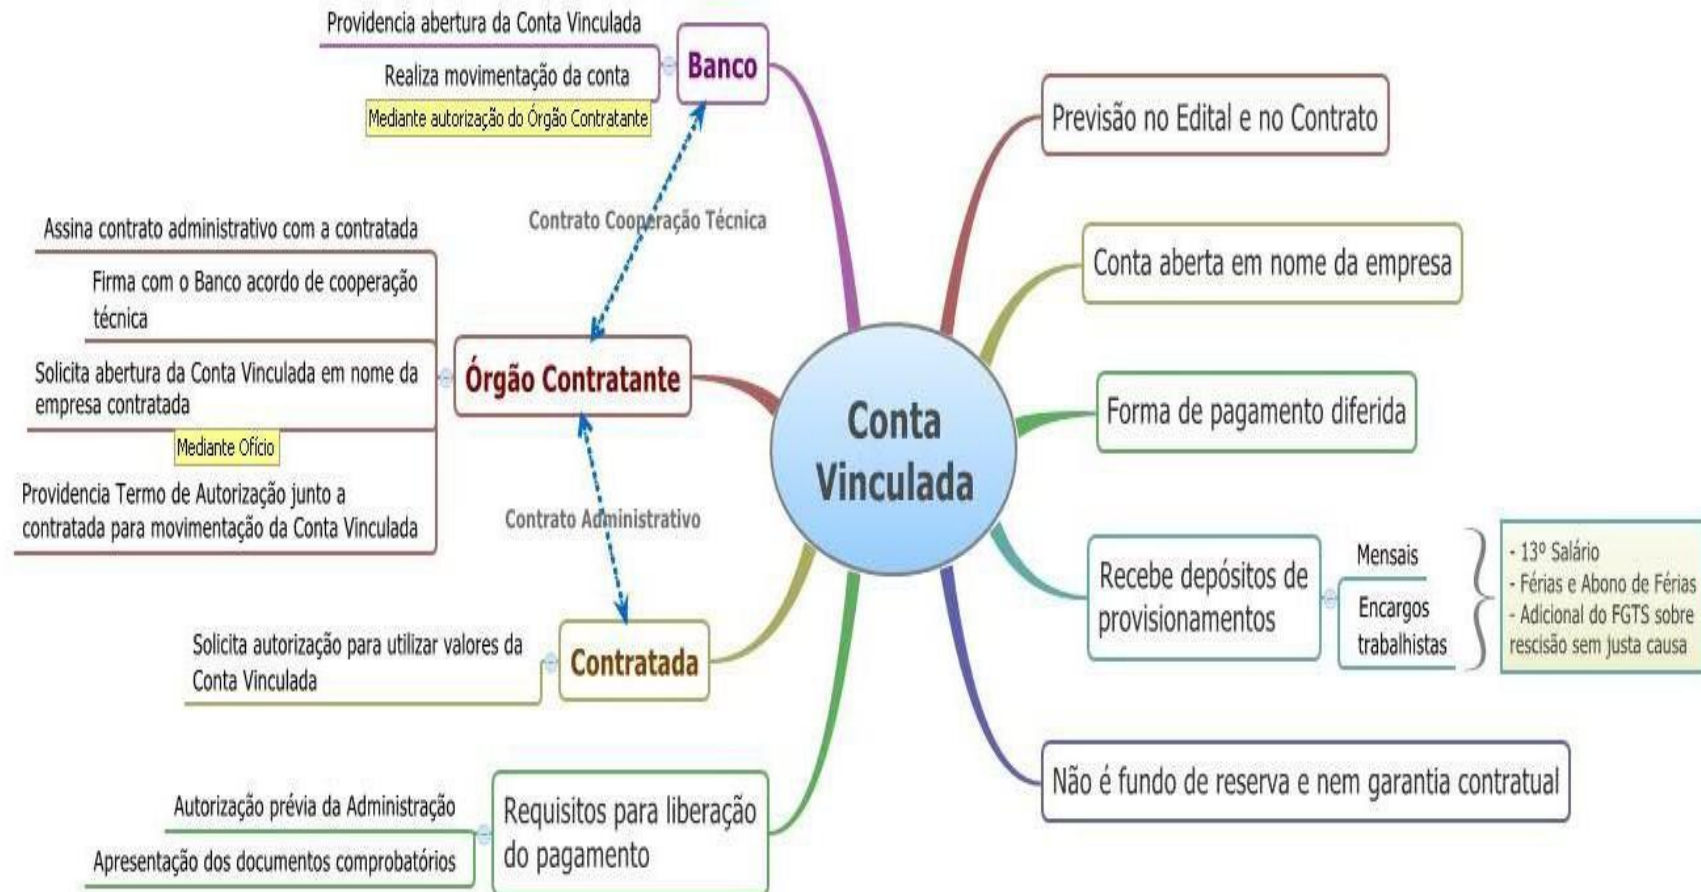 Providencia abertura da Conta Vinculada
Realiza movimentação da conta
Mediante autorização do Órgão Contratante
Banco
Contrato Cooperação Técnica
Assina contrato administrativo com a contratada
Firma com o Banco acordo de cooperação
técnica
Solicita abertura da Conta Vinculada em nome da
empresa contratada
Mediante Ofício
Providencia Termo de Autorização junto a
contratada para movimentação da Conta Vinculada
Órgão Contratante
Contrato Administrativo
Solicita autorização para utilizar valores da
Conta Vinculada
Contratada
Autorização prévia da Administração
Apresentação dos documentos comprobatórios
Requisitos para liberação
do pagamento
Conta
Vinculada
Previsão no Edital e no Contrato
Conta aberta em nome da empresa
Forma de pagamento diferida
Recebe depósitos de
provisionamentos
Mensais
Encargos
trabalhistas
- 13º Salário
- Férias e Abono de Férias
- Adicional do FGTS sobre
rescisão sem justa causa
Não é fundo de reserva e nem garantia contratual